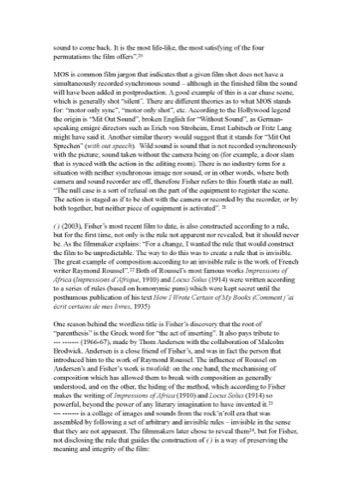 sound to come back. It is the most life-like, the most satisfying of the four
permutations the film offers".²⁰
MOS is common film jargon that indicates that a given film shot does not have a
simultaneously recorded synchronous sound – although in the finished film the sound
will have been added in postproduction. A good example of this is a car chase scene,
which is generally shot "silent". There are different theories as to what MOS stands
for: "motor only sync", "motor only shot", etc. According to the Hollywood legend
the origin is "Mit Out Sound", broken English for "Without Sound", as German-
speaking emigré directors such as Erich von Stroheim, Ernst Lubitsch or Fritz Lang
might have said it. Another similar theory would suggest that it stands for "Mit Out
Sprechen" (with out speech). Wild sound is sound that is not recorded synchronously
with the picture; sound taken without the camera being on (for example, a door slam
that is synced with the action in the editing room). There is no industry term for a
situation with neither synchronous image nor sound, or in other words, where both
camera and sound recorder are off, therefore Fisher refers to this fourth state as null.
"The null case is a sort of refusal on the part of the equipment to register the scene.
The action is staged as if to be shot with the camera or recorded by the recorder, or by
both together, but neither piece of equipment is activated". ²¹
( ) (2003), Fisher's most recent film to date, is also constructed according to a rule,
but for the first time, not only is the rule not apparent nor revealed, but it should never
be. As the filmmaker explains: "For a change, I wanted the rule that would construct
the film to be unpredictable. The way to do this was to create a rule that is invisible.
The great example of composition according to an invisible rule is the work of French
writer Raymond Roussel".²² Both of Roussel's most famous works Impressions of
Africa (Impressions d'Afrique, 1910) and Locus Solus (1914) were written according
to a series of rules (based on homonymic puns) which were kept secret until the
posthumous publication of his text How I Wrote Certain of My Books (Comment j'ai
écrit certains de mes livres, 1935)
One reason behind the wordless title is Fisher's discovery that the root of
"parenthesis" is the Greek word for "the act of inserting". It also pays tribute to
--- ------- (1966-67), made by Thom Andersen with the collaboration of Malcolm
Brodwick. Andersen is a close friend of Fisher's, and was in fact the person that
introduced him to the work of Raymond Roussel. The influence of Roussel on
Andersen's and Fisher's work is twofold: on the one hand, the mechanising of
composition which has allowed them to break with composition as generally
understood, and on the other, the hiding of the method, which according to Fisher
makes the writing of Impressions of Africa (1910) and Locus Solus (1914) so
powerful, beyond the power of any literary imagination to have invented it.²³
--- ------- is a collage of images and sounds from the rock'n'roll era that was
assembled by following a set of arbitrary and invisible rules – invisible in the sense
that they are not apparent. The filmmakers later chose to reveal them²⁴, but for Fisher,
not disclosing the rule that guides the construction of ( ) is a way of preserving the
meaning and integrity of the film: